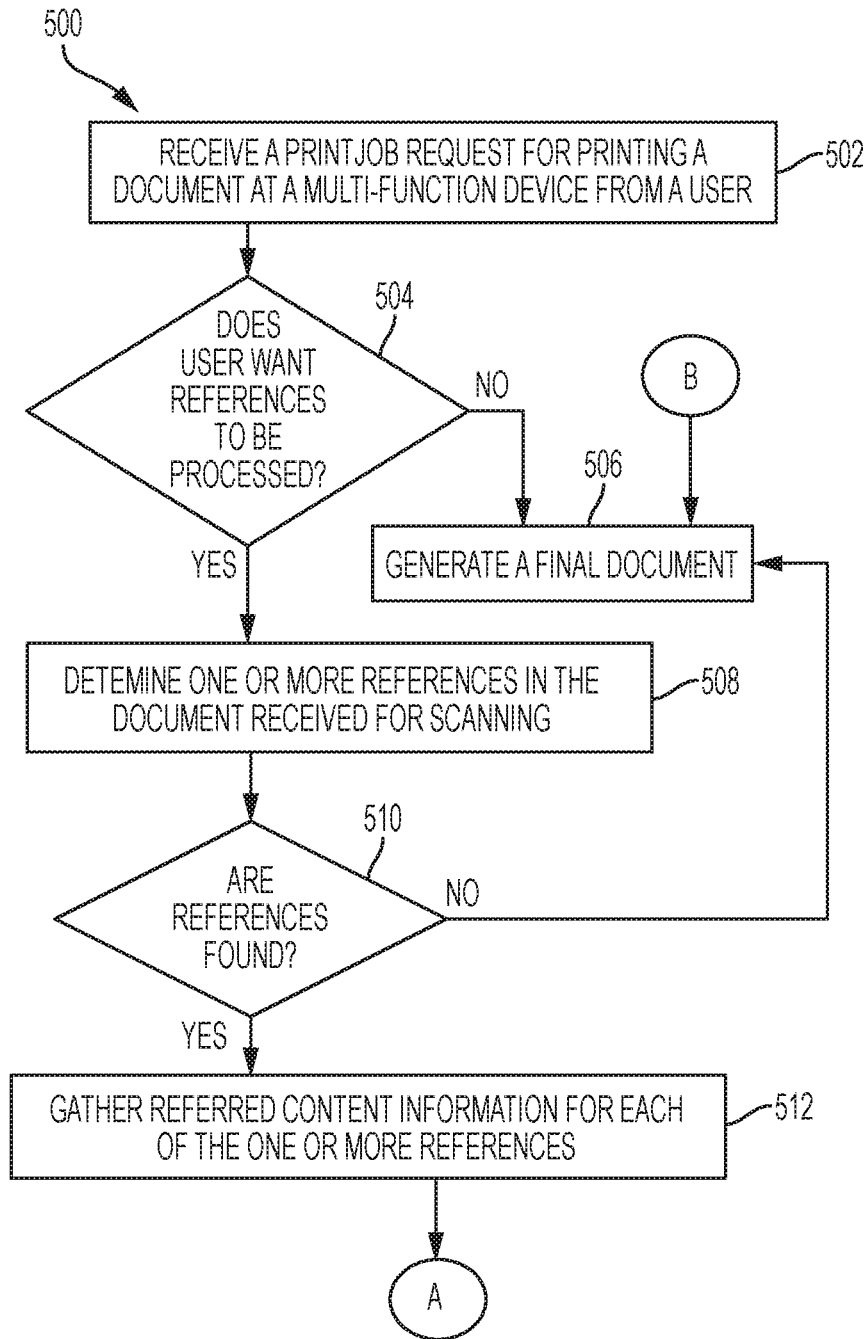 500
RECEIVE A PRINT JOB REQUEST FOR PRINTING A
DOCUMENT AT A MULTI-FUNCTION DEVICE FROM A USER
502
DOES
USER WANT
REFERENCES
TO BE
PROCESSED?
504
NO
B
506
GENERATE A FINAL DOCUMENT
YES
DETEMINE ONE OR MORE REFERENCES IN THE
DOCUMENT RECEIVED FOR SCANNING
508
ARE
REFERENCES
FOUND?
510
NO
YES
GATHER REFERRED CONTENT INFORMATION FOR EACH
OF THE ONE OR MORE REFERENCES
512
A